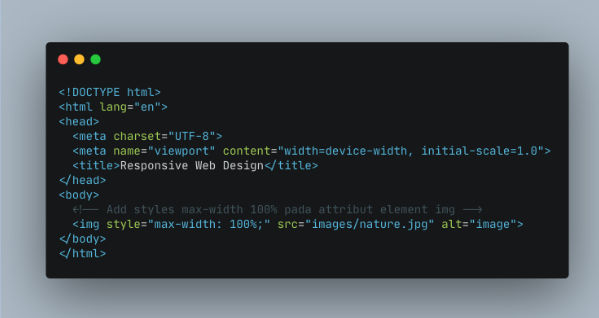 <!DOCTYPE html>
<html lang="en">
<head>
  <meta charset="UTF-8">
  <meta name="viewport" content="width=device-width, initial-scale=1.0">
  <title>Responsive Web Design</title>
</head>
<body>
  <!-- Add styles max-width 100% pada attribut element img -->
  <img style="max-width: 100%;" src="images/nature.jpg" alt="image">
</body>
</html>